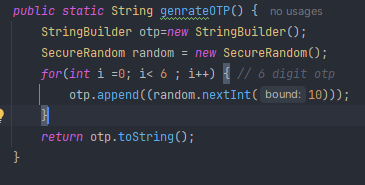 public static String genrateOTP() { no usages
StringBuilder otp=new StringBuilder();
SecureRandom random = new SecureRandom();
for(int i =0; i< 6 ; i++) { // 6 digit otp
otp.append((random.nextInt( bound: 10)));
}
return otp.toString();
}